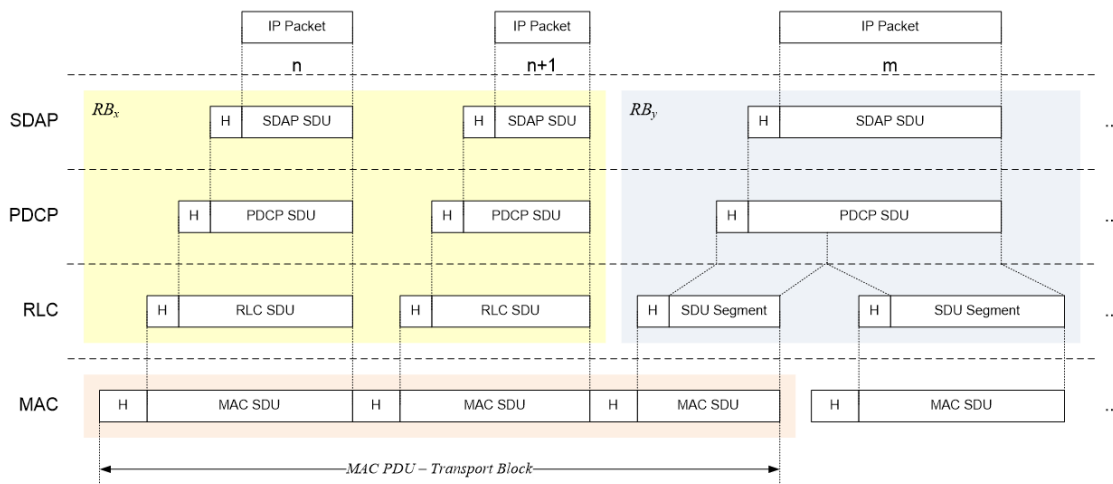 IP Packet IP Packet IP Packet
n n+1 m
RBx RBy
SDAP H SDAP SDU H SDAP SDU H SDAP SDU ...
PDCP H PDCP SDU H PDCP SDU H PDCP SDU ...
RLC H RLC SDU H RLC SDU H SDU Segment H SDU Segment ...
MAC H MAC SDU H MAC SDU H MAC SDU H MAC SDU ...
MAC PDU – Transport Block